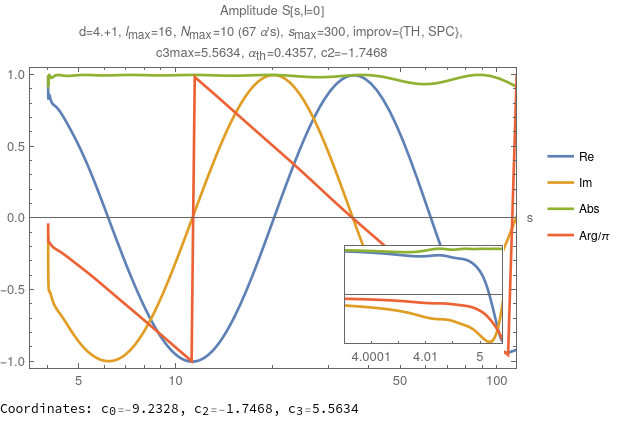 Amplitude S[s,l=0]
d=4.+1, lmax=16, Nmax=10 (67 α's), smax=300, improv={TH, SPC},
c3max=5.5634, αth=0.4357, c2=-1.7468
1.0
0.5
0.0
-0.5
-1.0
s
5
10
50
100
4.0001
4.01
5
Re
Im
Abs
Arg/π
Coordinates: c0=-9.2328, c2=-1.7468, c3=5.5634